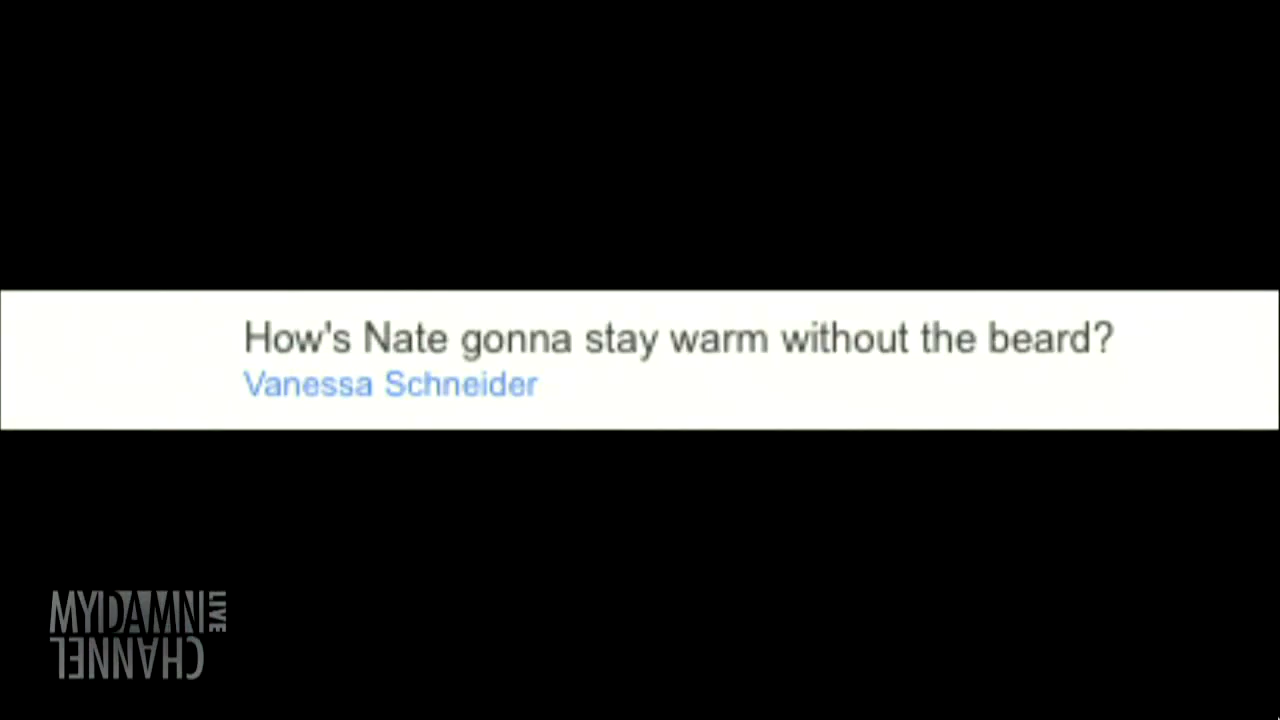 How's Nate gonna stay warm without the beard?
Vanessa Schneider
MYDAMN LIVE
CHANNEL